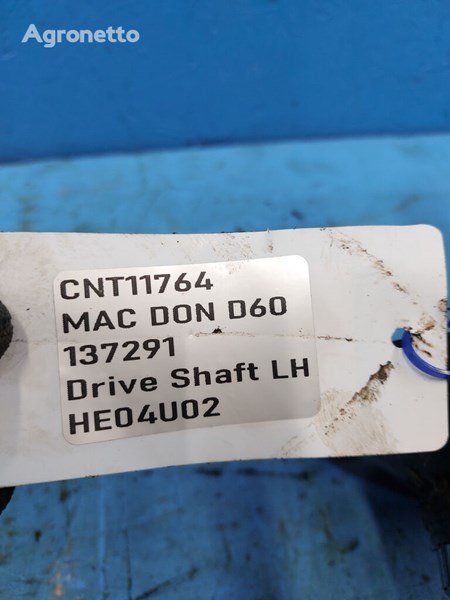 Agronetto
CNT11764
MAC DON D60
137291
Drive Shaft LH
HE04U02